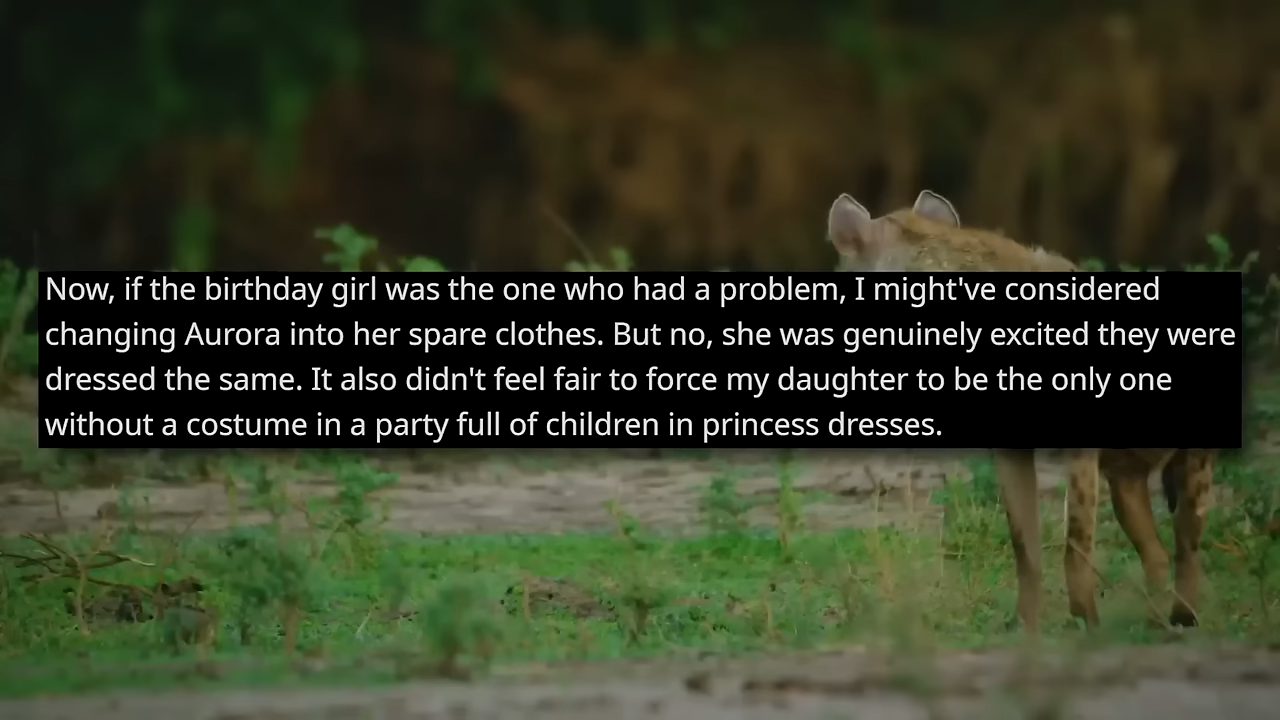 Now, if the birthday girl was the one who had a problem, I might've considered
changing Aurora into her spare clothes. But no, she was genuinely excited they were
dressed the same. It also didn't feel fair to force my daughter to be the only one
without a costume in a party full of children in princess dresses.